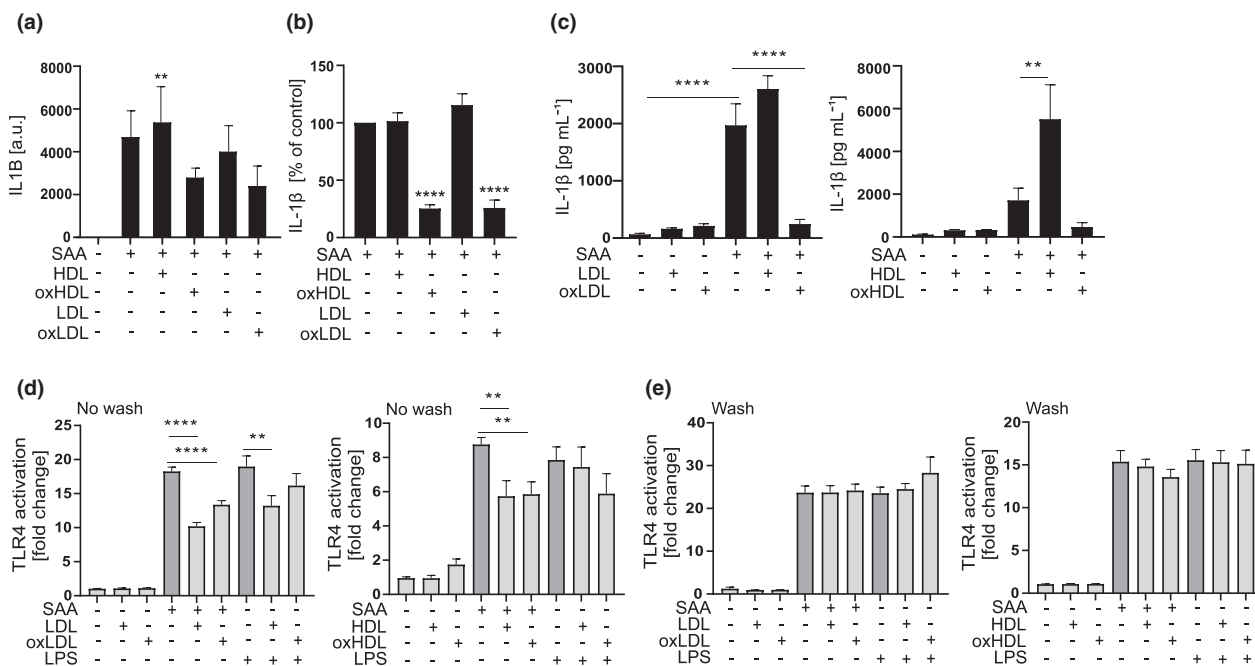 (a)
IL1B [a.u.]
8000
6000
4000
2000
0
**
SAA - + + + + +
HDL - - + - - -
oxHDL - - - + - -
LDL - - - - + -
oxLDL - - - - - +
(b)
IL-1β [% of control]
150
100
50
0
****
****
SAA + + + + +
HDL - + - - -
oxHDL - - + - -
LDL - - - + -
oxLDL - - - - +
(c)
IL-1β [pg mL⁻¹]
3000
2000
1000
0
****
****
SAA - - - + + +
LDL - + - - + -
oxLDL - - + - - +
IL-1β [pg mL⁻¹]
8000
6000
4000
2000
0
**
SAA - - - + + +
HDL - + - - + -
oxHDL - - + - - +
(d)
No wash
TLR4 activation
[fold change]
25
20
15
10
5
0
****
****
**
SAA - - - + + + - - -
LDL - + - - + - - + -
oxLDL - - + - - + - - +
LPS - - - - - - + + +
No wash
TLR4 activation
[fold change]
10
8
6
4
2
0
**
**
SAA - - - + + + - - -
HDL - + - - + - - + -
oxHDL - - + - - + - - +
LPS - - - - - - + + +
(e)
Wash
TLR4 activation
[fold change]
40
30
20
10
0
SAA - - - + + + - - -
LDL - + - - + - - + -
oxLDL - - + - - + - - +
LPS - - - - - - + + +
Wash
TLR4 activation
[fold change]
20
15
10
5
0
SAA - - - + + + - - -
HDL - + - - + - - + -
oxHDL - - + - - + - - +
LPS - - - - - - + + +